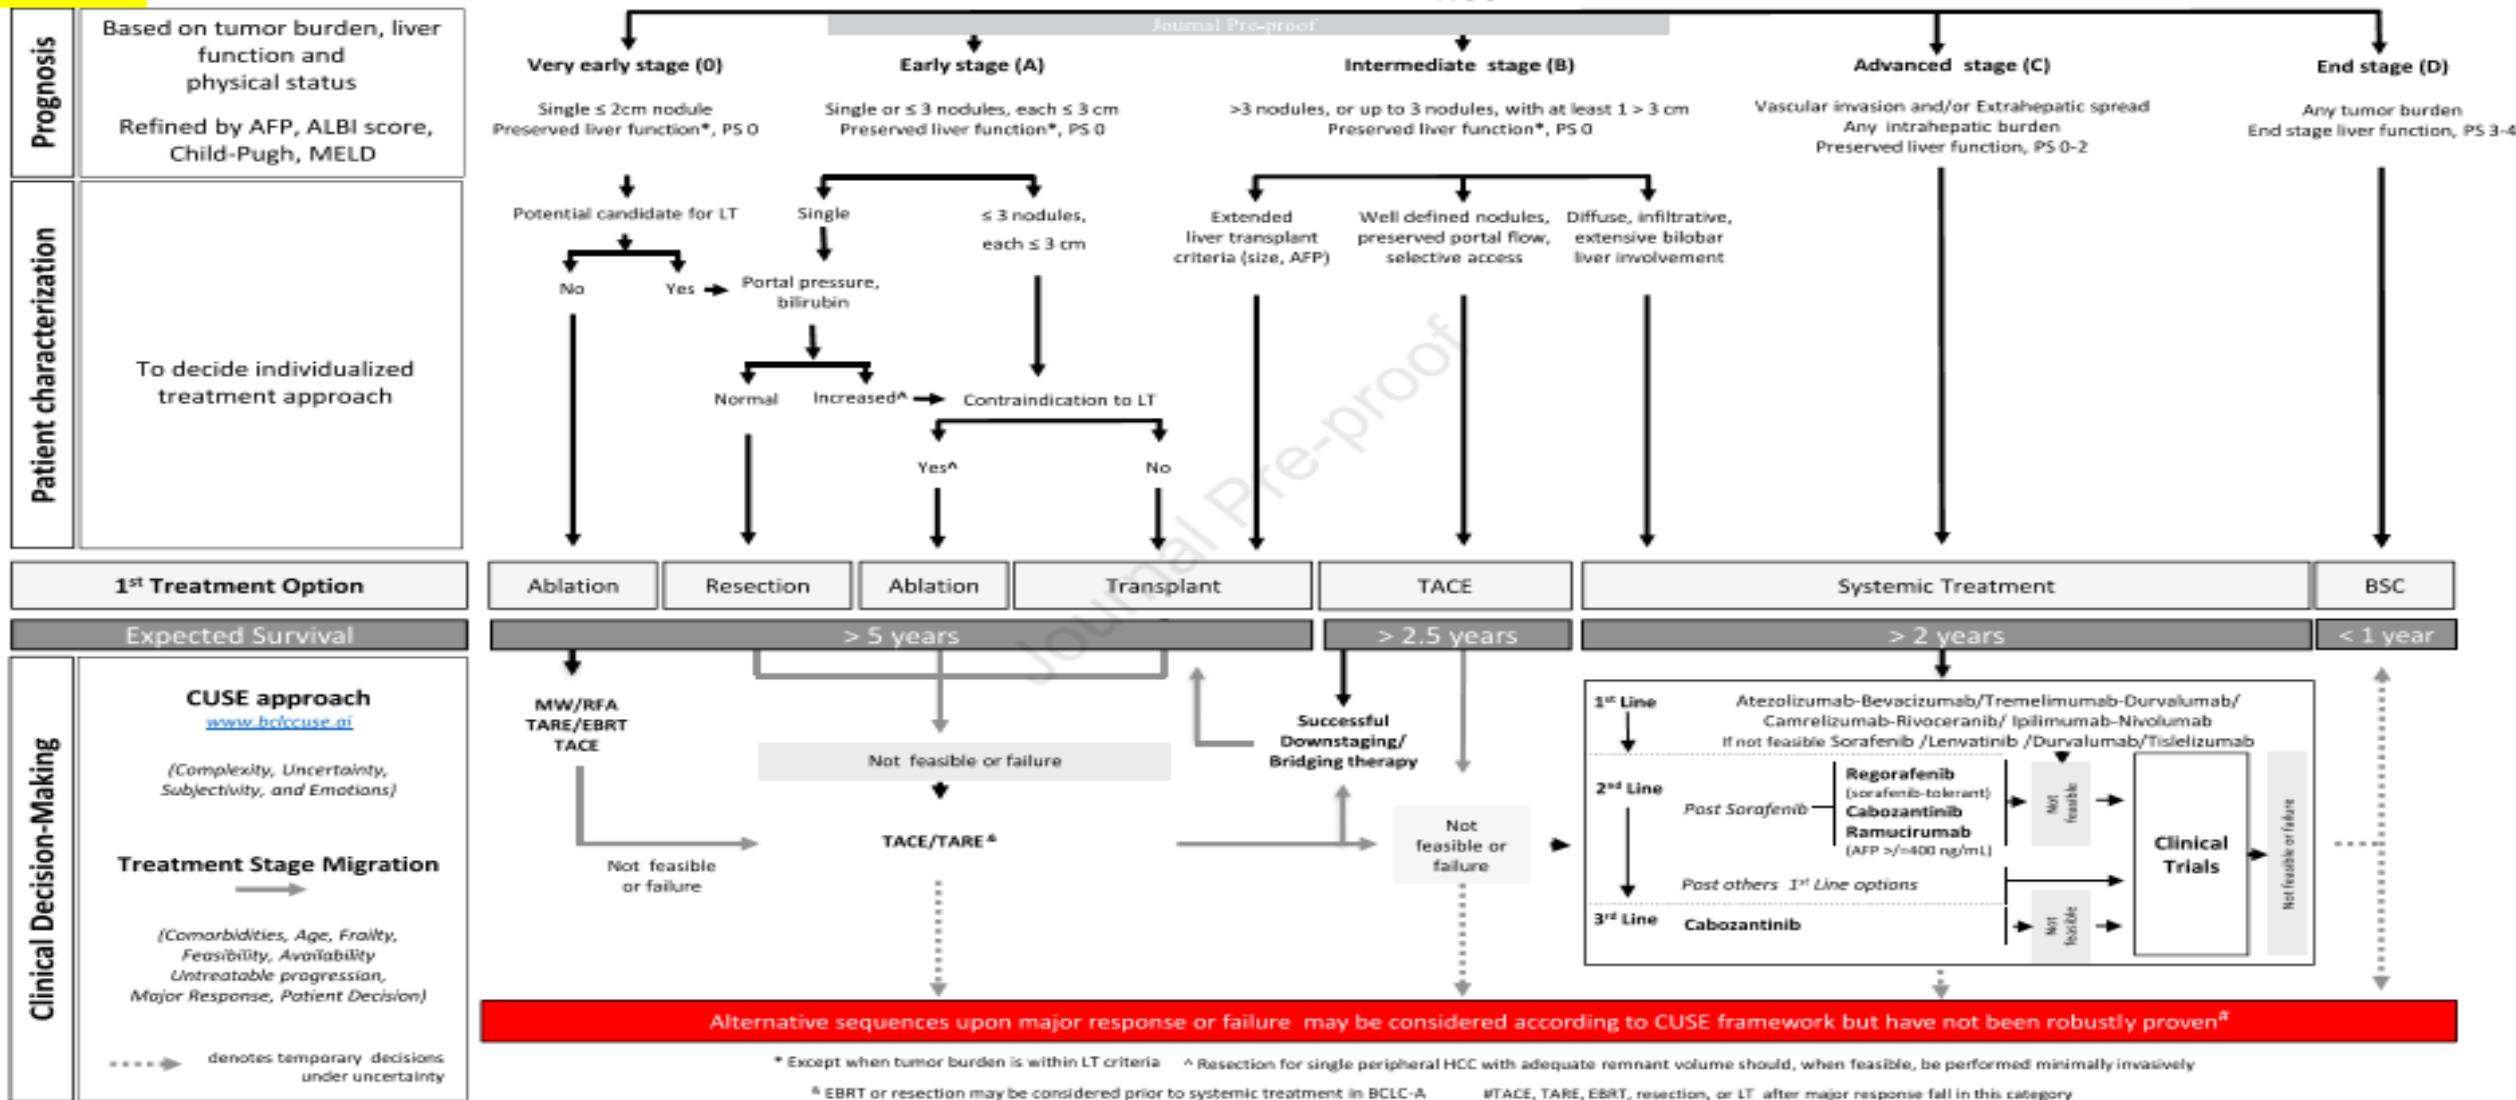 Journal Pre-proof
Prognosis
Based on tumor burden, liver
function and
physical status
Refined by AFP, ALBI score,
Child-Pugh, MELD
Very early stage (0)
Single ≤ 2cm nodule
Preserved liver function*, PS 0
Early stage (A)
Single or ≤ 3 nodules, each ≤ 3 cm
Preserved liver function*, PS 0
Intermediate stage (B)
>3 nodules, or up to 3 nodules, with at least 1 > 3 cm
Preserved liver function*, PS 0
Advanced stage (C)
Vascular invasion and/or Extrahepatic spread
Any intrahepatic burden
Preserved liver function, PS 0-2
End stage (D)
Any tumor burden
End stage liver function, PS 3-4
Patient characterization
To decide individualized
treatment approach
Potential candidate for LT
No
Yes
Single
Portal pressure,
bilirubin
Normal
Increased^
≤ 3 nodules,
each ≤ 3 cm
Contraindication to LT
Yes^
No
Extended
liver transplant
criteria (size, AFP)
Well defined nodules,
preserved portal flow,
selective access
Diffuse, infiltrative,
extensive bilobar
liver involvement
Journal Pre-proof
1st Treatment Option
Ablation
Resection
Ablation
Transplant
TACE
Systemic Treatment
BSC
Expected Survival
> 5 years
> 2.5 years
> 2 years
< 1 year
Clinical Decision-Making
CUSE approach
www.bclccuse.ai
(Complexity, Uncertainty,
Subjectivity, and Emotions)
Treatment Stage Migration
(Comorbidities, Age, Frailty,
Feasibility, Availability
Untreatable progression,
Major Response, Patient Decision)
denotes temporary decisions
under uncertainty
MW/RFA
TARE/EBRT
TACE
Not feasible
or failure
Not feasible or failure
TACE/TARE&
Successful
Downstaging/
Bridging therapy
Not
feasible or
failure
1st Line
Atezolizumab-Bevacizumab/Tremelimumab-Durvalumab/
Camrelizumab-Rivoceranib/ Ipilimumab-Nivolumab
If not feasible Sorafenib /Lenvatinib /Durvalumab/Tislelizumab
2nd Line
Post Sorafenib
Regorafenib
(sorafenib-tolerant)
Cabozantinib
Ramucirumab
(AFP >/=400 ng/mL)
Not
feasible
Post others 1st Line options
3rd Line
Cabozantinib
Not
feasible
Clinical
Trials
Not feasible or failure
Alternative sequences upon major response or failure may be considered according to CUSE framework but have not been robustly proven#
* Except when tumor burden is within LT criteria ^ Resection for single peripheral HCC with adequate remnant volume should, when feasible, be performed minimally invasively
& EBRT or resection may be considered prior to systemic treatment in BCLC-A #TACE, TARE, EBRT, resection, or LT after major response fall in this category